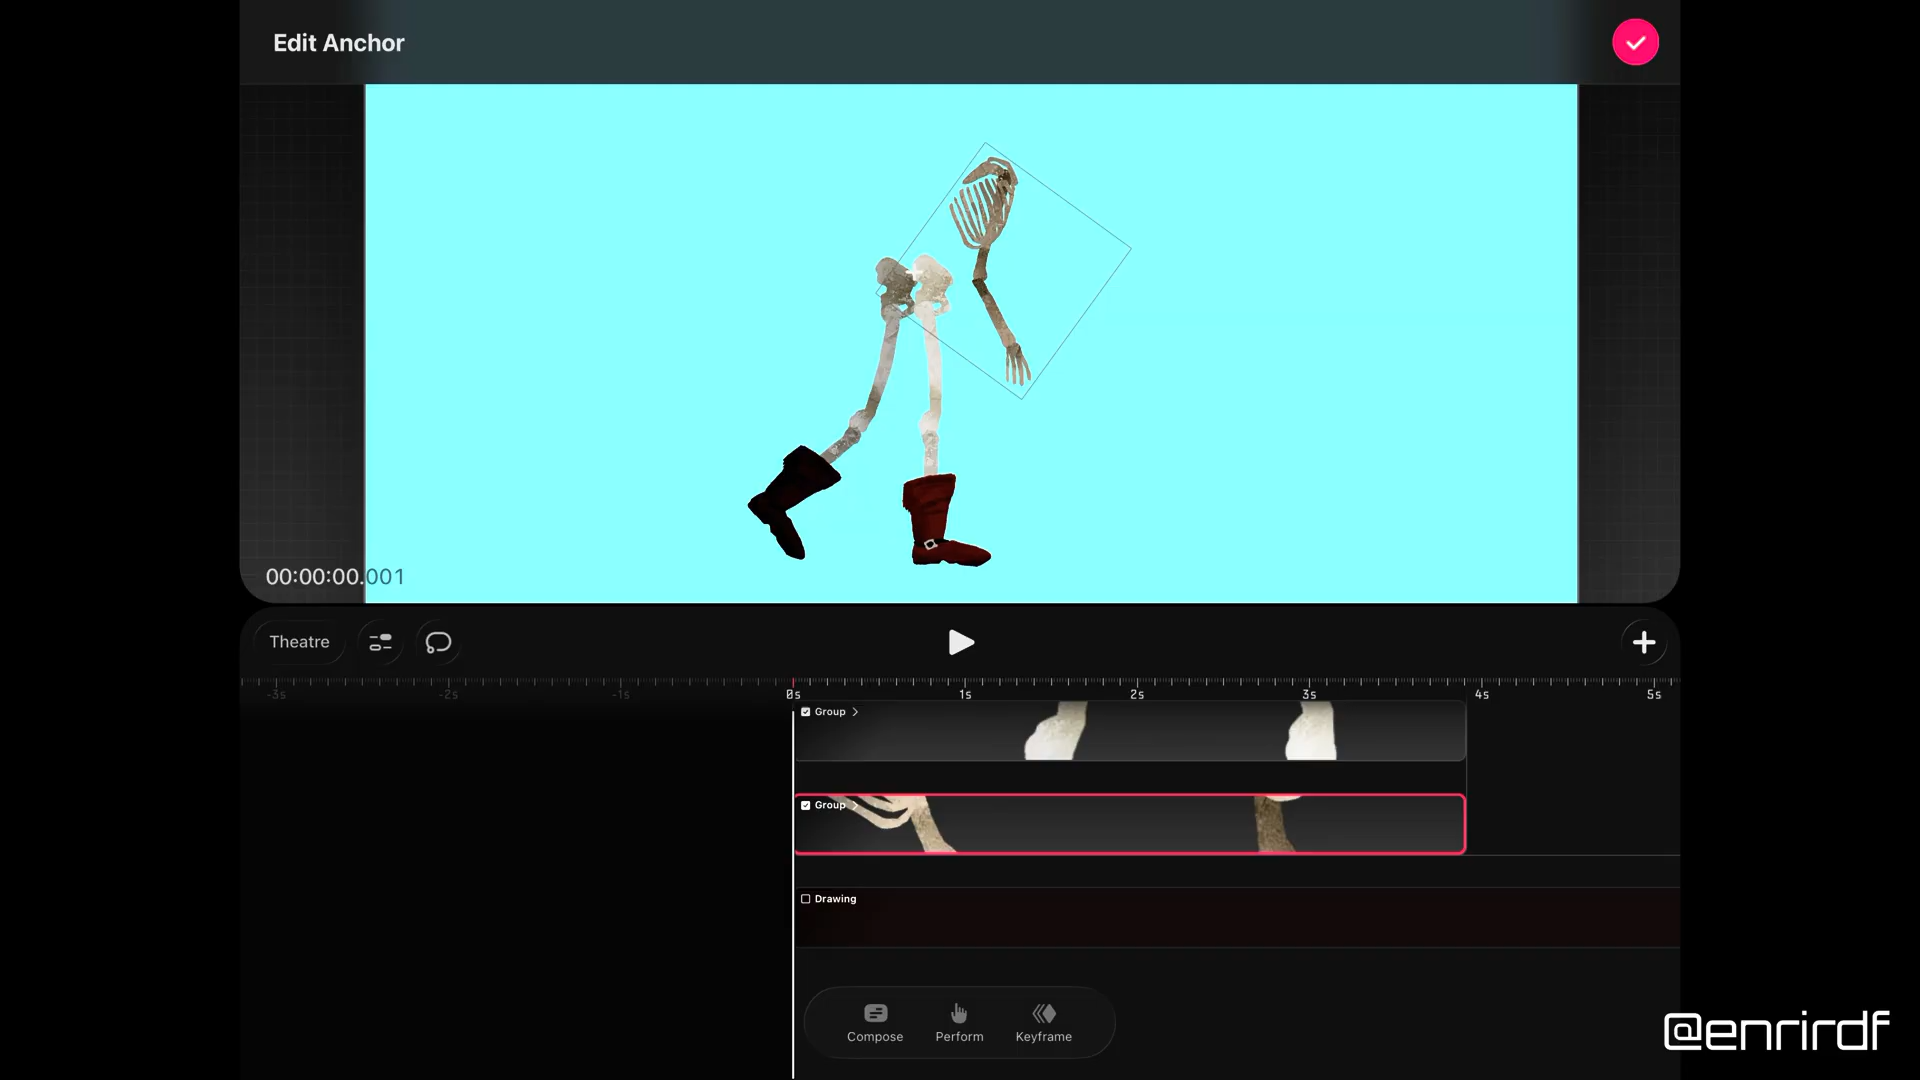 Edit Anchor
00:00:00.001
Theatre
-3s -2s -1s 0s 1s 2s 3s 4s 5s
Group
Group
Drawing
Compose Perform Keyframe
@enrirdf